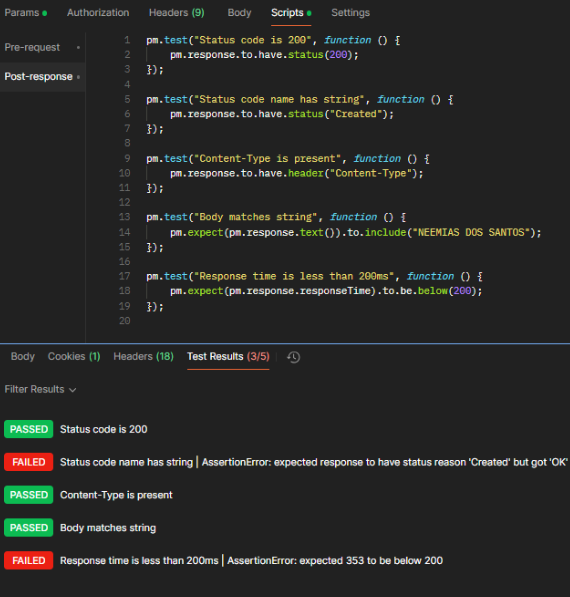 Params Authorization Headers (9) Body Scripts Settings
Pre-request
Post-response
1 pm.test("Status code is 200", function () {
2 pm.response.to.have.status(200);
3 });
4
5 pm.test("Status code name has string", function () {
6 pm.response.to.have.status("Created");
7 });
8
9 pm.test("Content-Type is present", function () {
10 pm.response.to.have.header("Content-Type");
11 });
12
13 pm.test("Body matches string", function () {
14 pm.expect(pm.response.text()).to.include("NEEMIAS DOS SANTOS");
15 });
16
17 pm.test("Response time is less than 200ms", function () {
18 pm.expect(pm.response.responseTime).to.be.below(200);
19 });
20
Body Cookies (1) Headers (18) Test Results (3/5)
Filter Results
PASSED Status code is 200
FAILED Status code name has string | AssertionError: expected response to have status reason 'Created' but got 'OK'
PASSED Content-Type is present
PASSED Body matches string
FAILED Response time is less than 200ms | AssertionError: expected 353 to be below 200